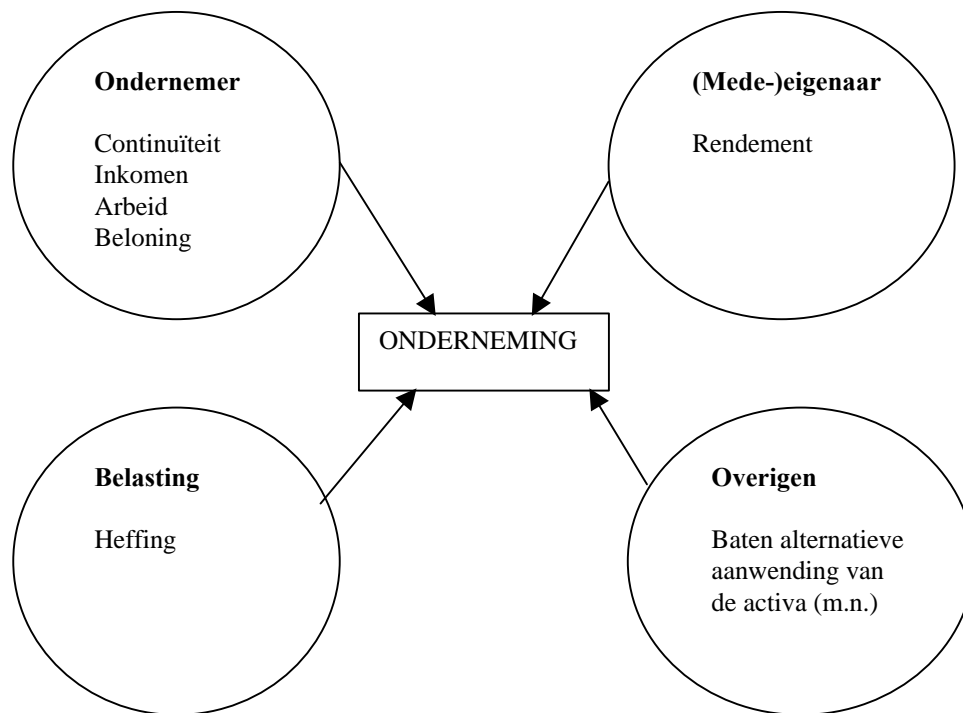 Ondernemer
Continuïteit
Inkomen
Arbeid
Beloning
(Mede-)eigenaar
Rendement
ONDERNEMING
Belasting
Heffing
Overigen
Baten alternatieve
aanwending van
de activa (m.n.)